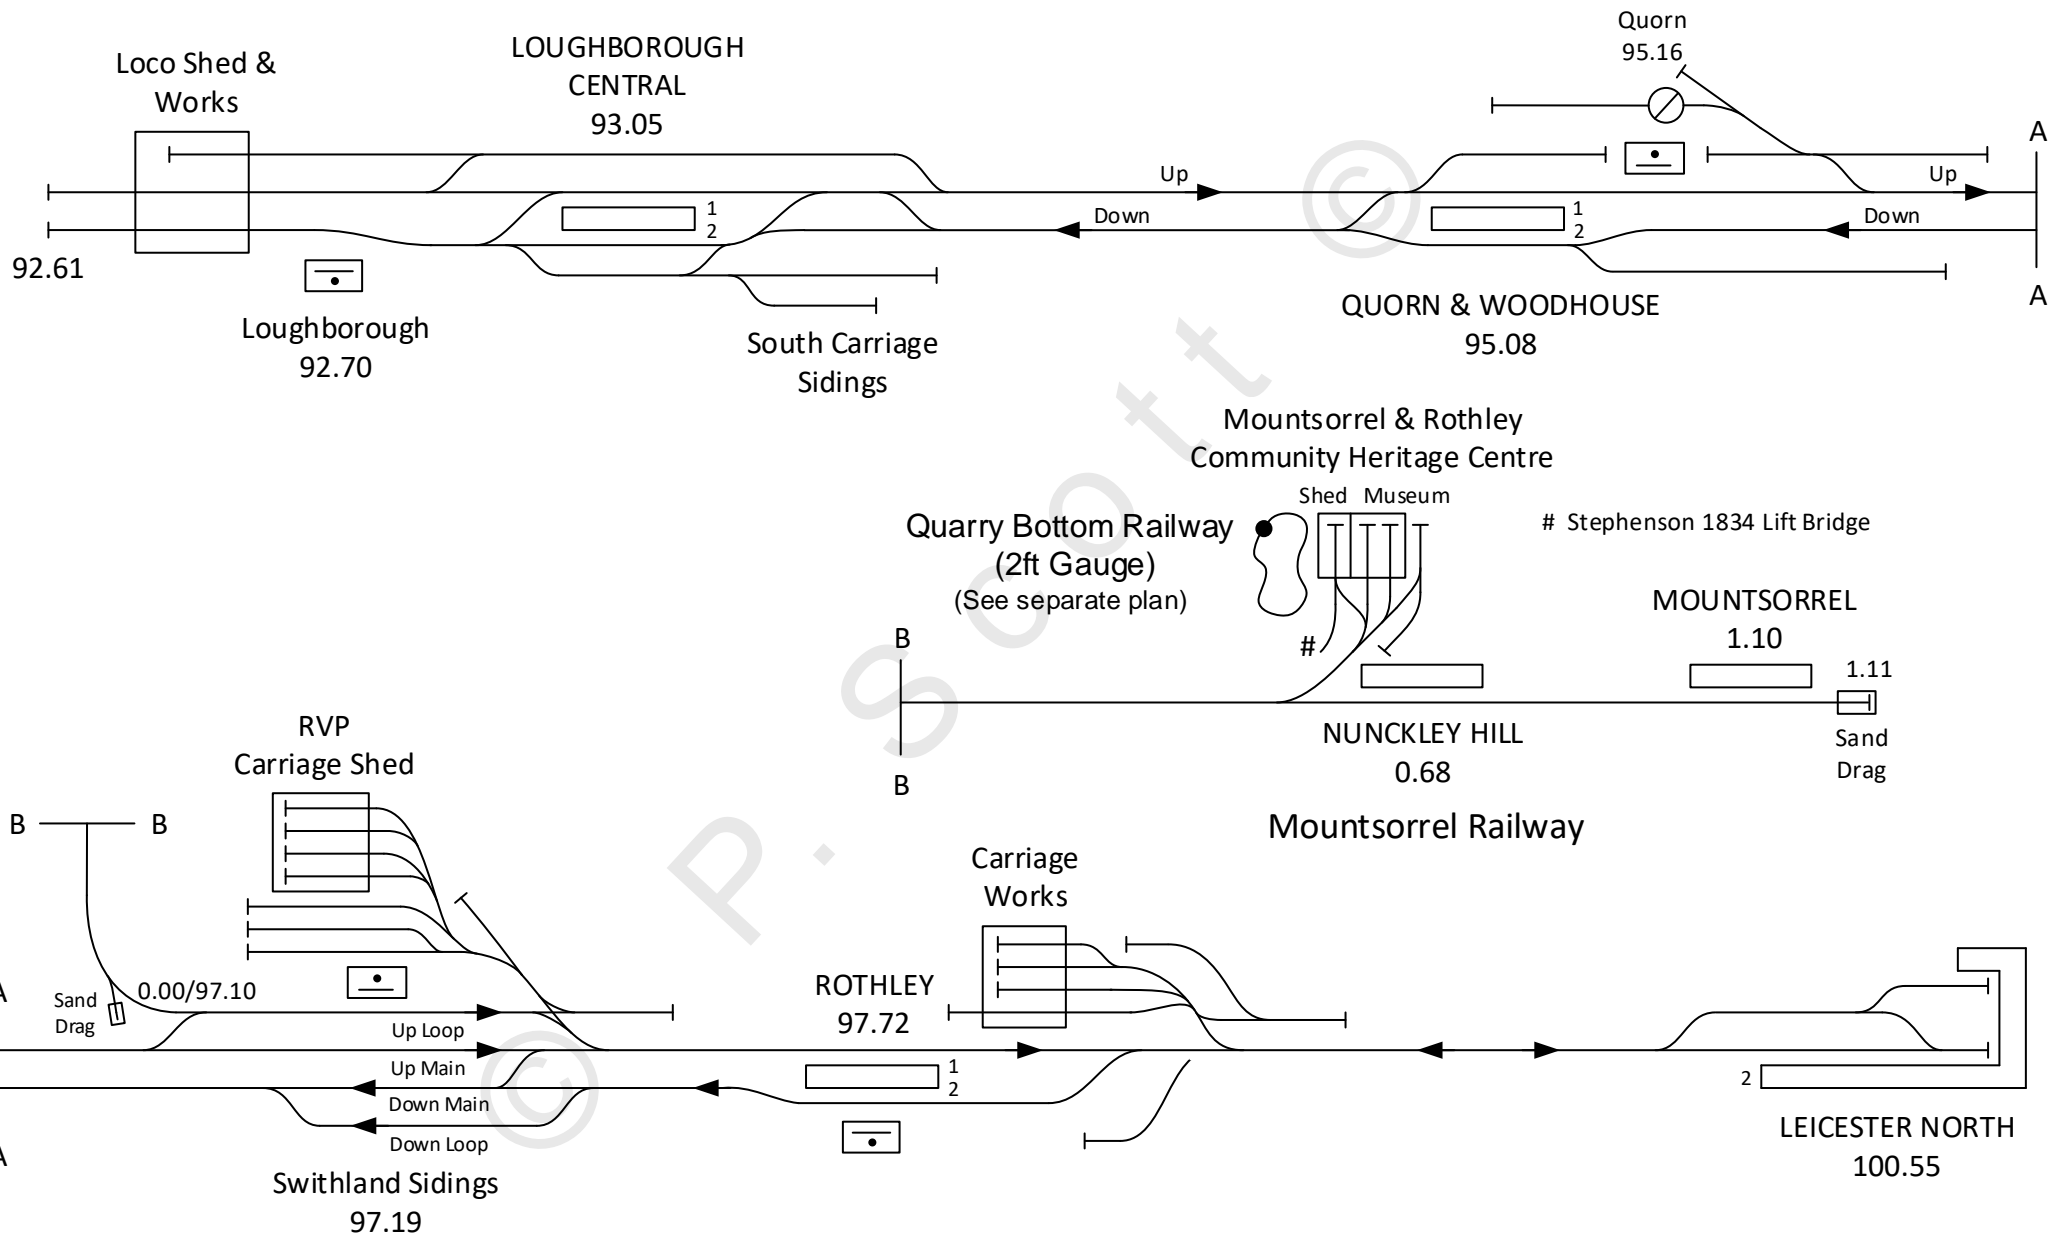 Loco Shed &
Works
LOUGHBOROUGH
CENTRAL
93.05
Quorn
95.16
A
Up
Up
1
2
Down
1
2
Down
92.61
Loughborough
92.70
South Carriage
Sidings
QUORN & WOODHOUSE
95.08
A
Mountsorrel & Rothley
Community Heritage Centre
Shed Museum
Quarry Bottom Railway
(2ft Gauge)
(See separate plan)
# Stephenson 1834 Lift Bridge
#
MOUNTSORREL
1.10
1.11
B
B
NUNCKLEY HILL
0.68
Sand
Drag
Mountsorrel Railway
RVP
Carriage Shed
B B
Carriage
Works
A
Sand
Drag
0.00/97.10
Up Loop
Up Main
Down Main
Down Loop
ROTHLEY
97.72
1
2
2
A
Swithland Sidings
97.19
LEICESTER NORTH
100.55
© P. Scott ©